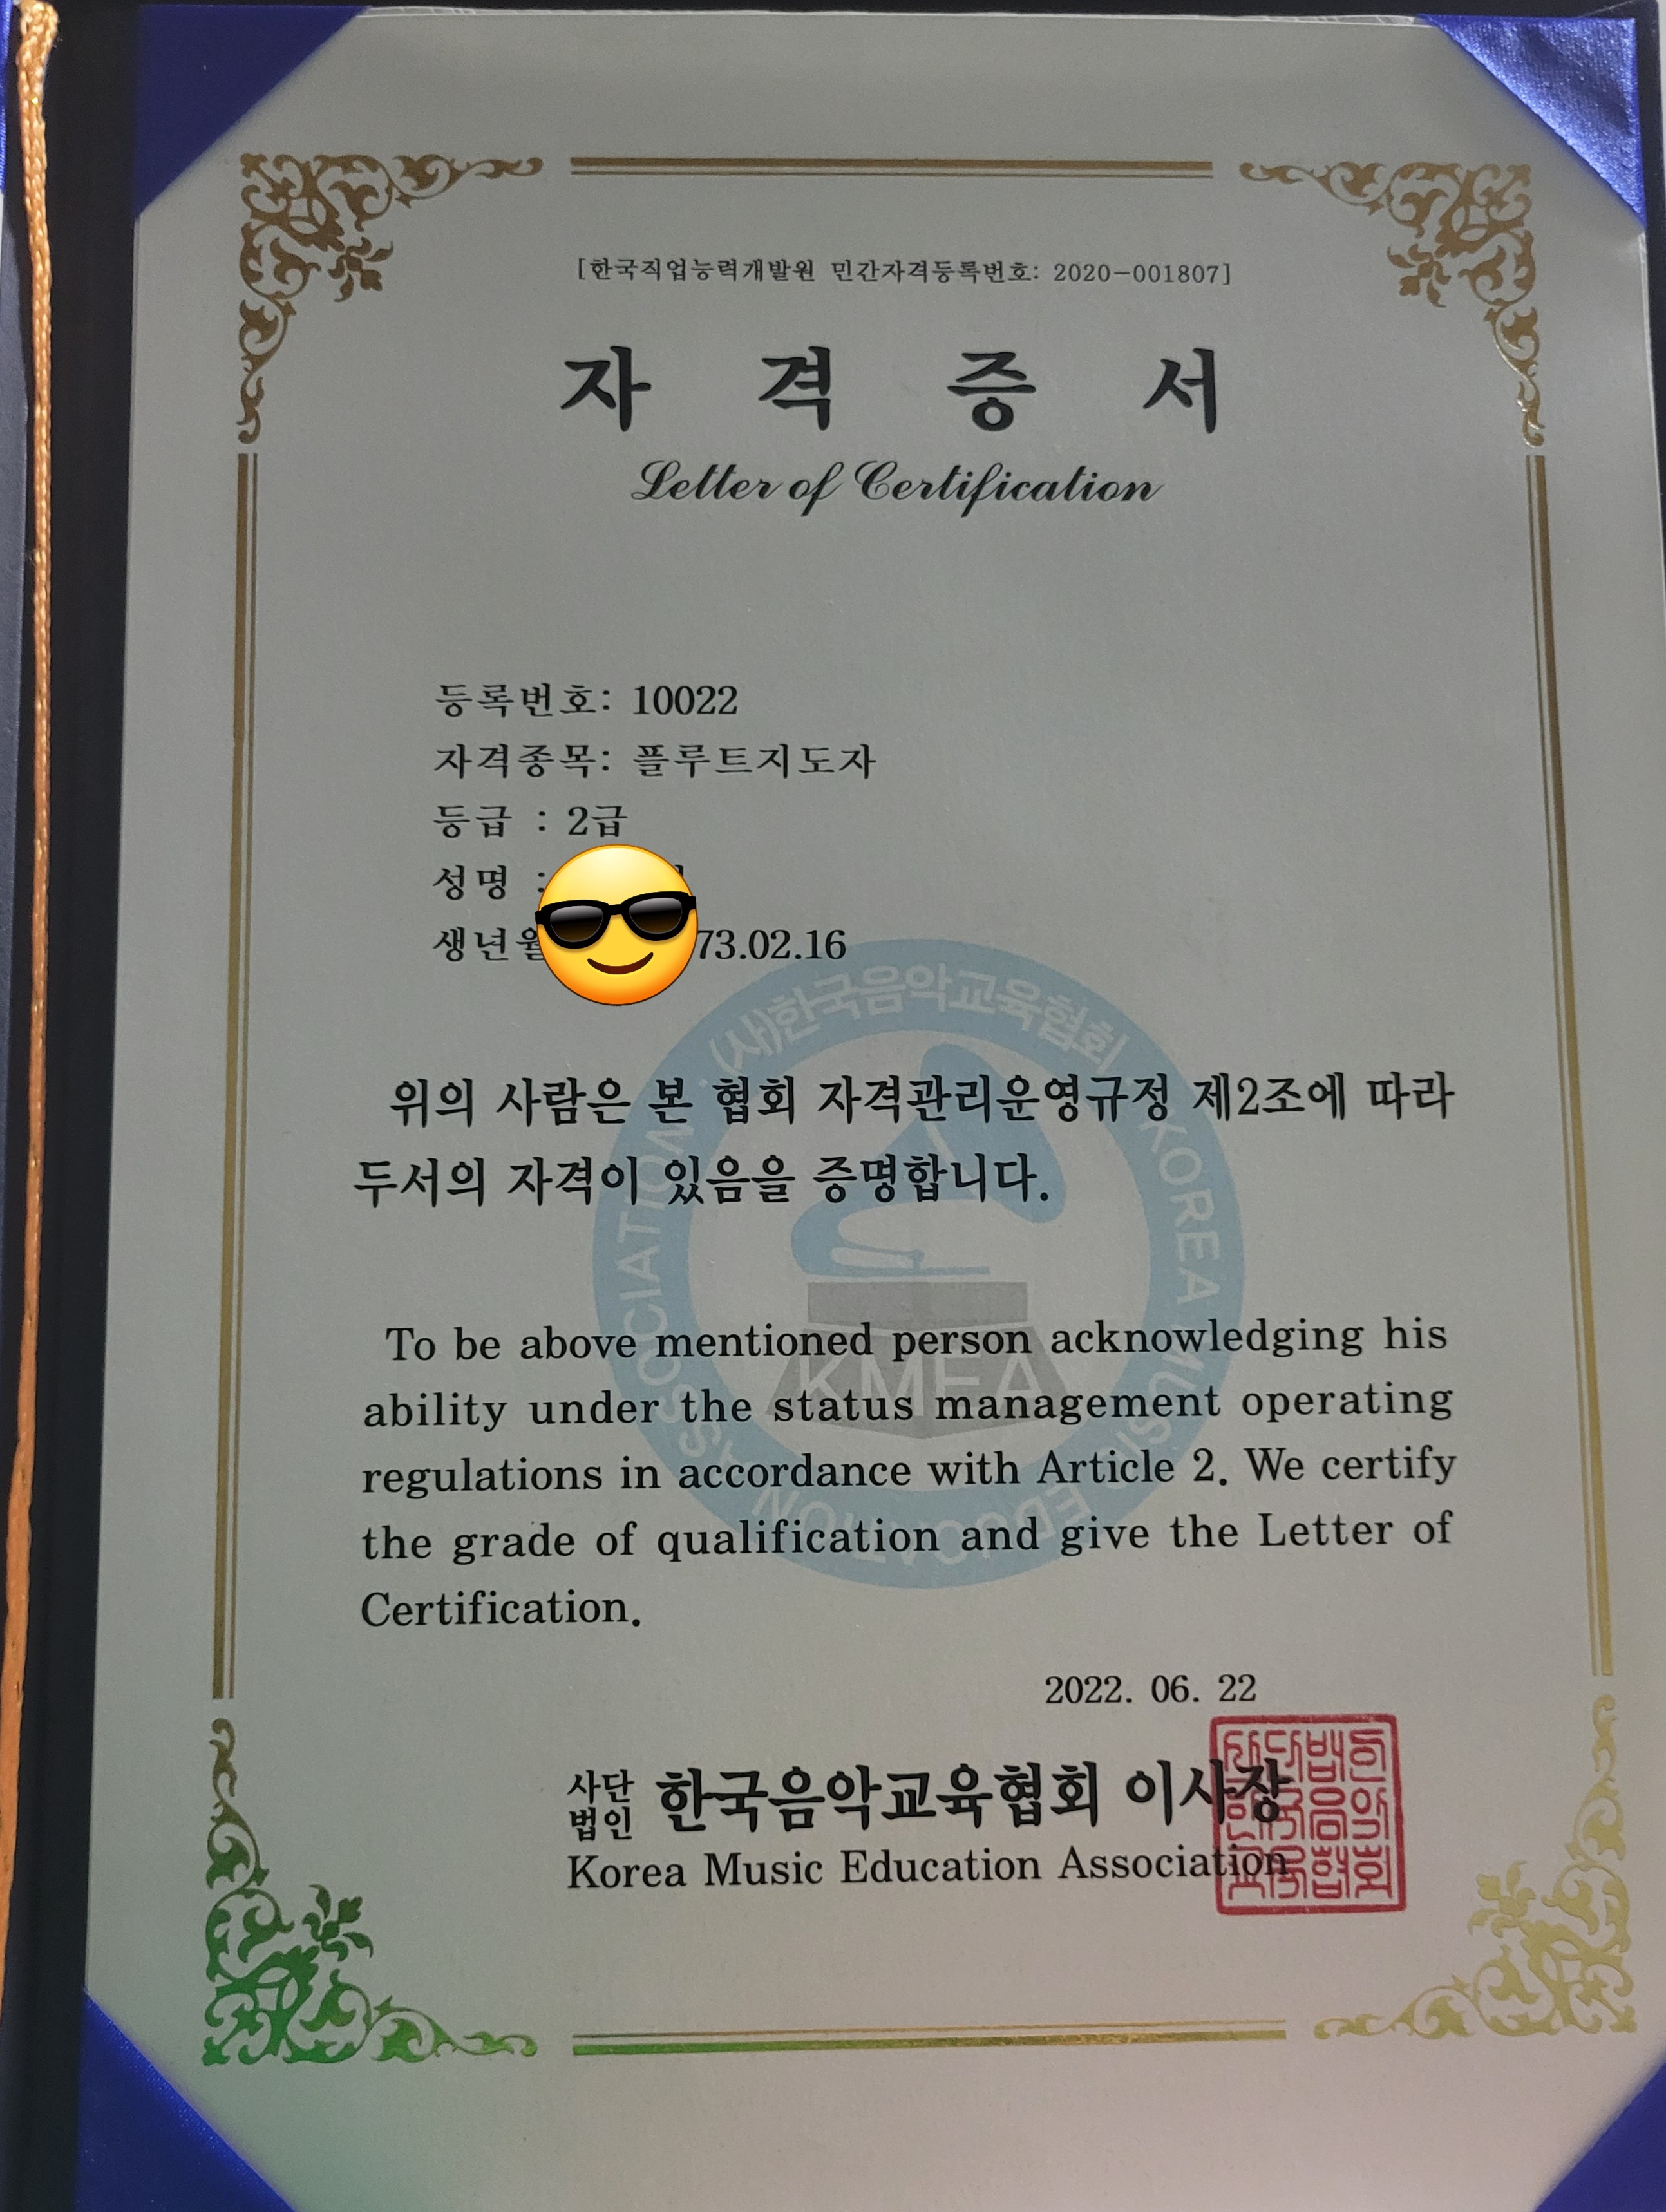 [한국직업능력개발원 민간자격등록번호: 2020-001807]
자 격 증 서
Letter of Certification
등록번호: 10022
자격종목: 플루트지도자
등급 : 2급
성명 :
생년월 73.02.16
(사)한국음악교육협회
KOREA MUSIC EDUCATION ASSOCIATION
KMEA
위의 사람은 본 협회 자격관리운영규정 제2조에 따라
두서의 자격이 있음을 증명합니다.
To be above mentioned person acknowledging his
ability under the status management operating
regulations in accordance with Article 2. We certify
the grade of qualification and give the Letter of
Certification.
2022. 06. 22
사단법인 한국음악교육협회 이사장
Korea Music Education Association